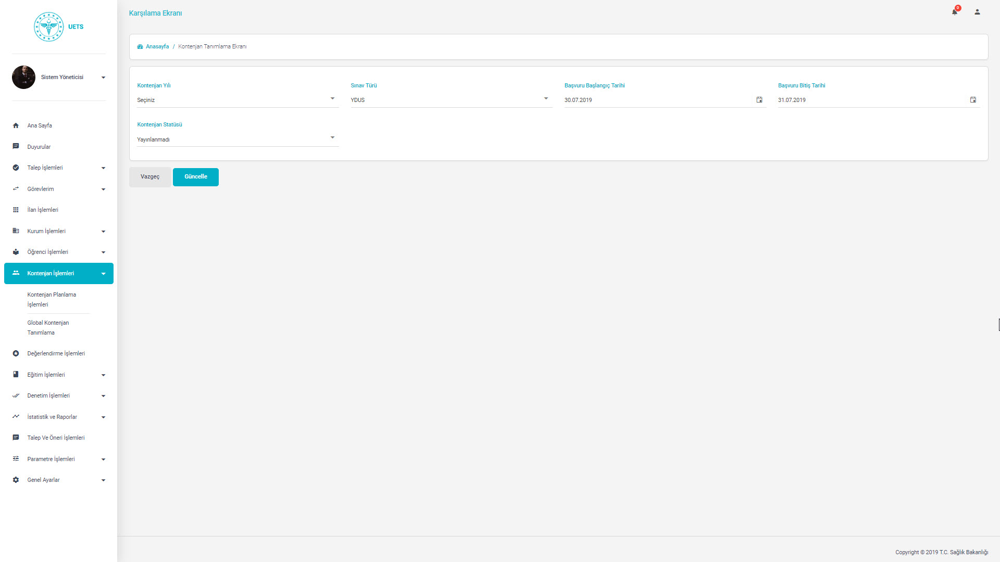 UETS
Sistem Yöneticisi
Ana Sayfa
Duyurular
Talep İşlemleri
Görevlerim
İlan İşlemleri
Kurum İşlemleri
Öğrenci İşlemleri
Kontenjan İşlemleri
Kontenjan Planlama
İşlemleri
Global Kontenjan
Tanımlama
Değerlendirme İşlemleri
Eğitim İşlemleri
Denetim İşlemleri
İstatistik ve Raporlar
Talep Ve Öneri İşlemleri
Parametre İşlemleri
Genel Ayarlar
Karşılama Ekranı
0
Anasayfa / Kontenjan Tanımlama Ekranı
Kontenjan Yılı
Seçiniz
Sınav Türü
YDUS
Başvuru Başlangıç Tarihi
30.07.2019
Başvuru Bitiş Tarihi
31.07.2019
Kontenjan Statüsü
Yayınlanmadı
Vazgeç
Güncelle
Copyright © 2019 T.C. Sağlık Bakanlığı